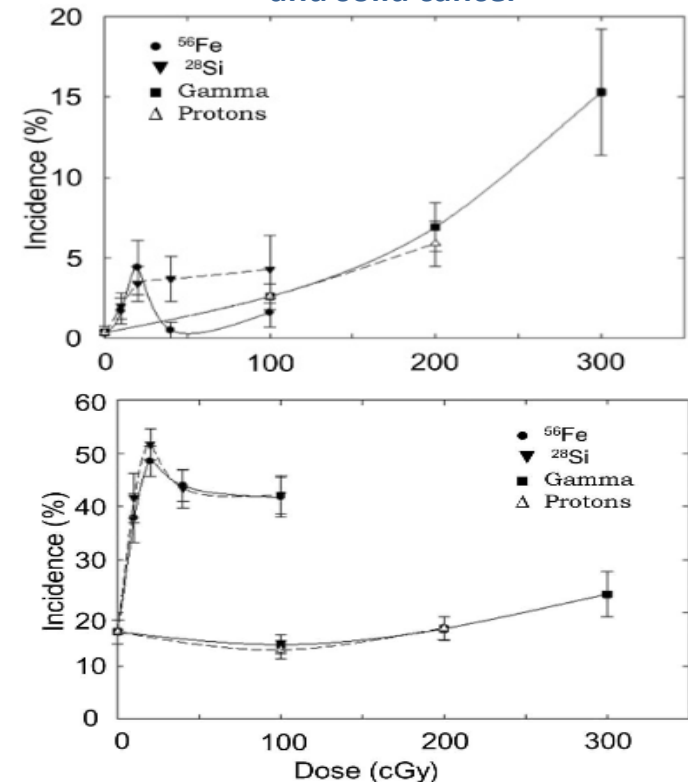 and solid cancer
20
15
10
5
0
Incidence (%)
⁵⁶Fe
²⁸Si
Gamma
Protons
0 100 200 300
60
50
40
30
20
10
0
Incidence (%)
⁵⁶Fe
²⁸Si
Gamma
Protons
0 100 200 300
Dose (cGy)